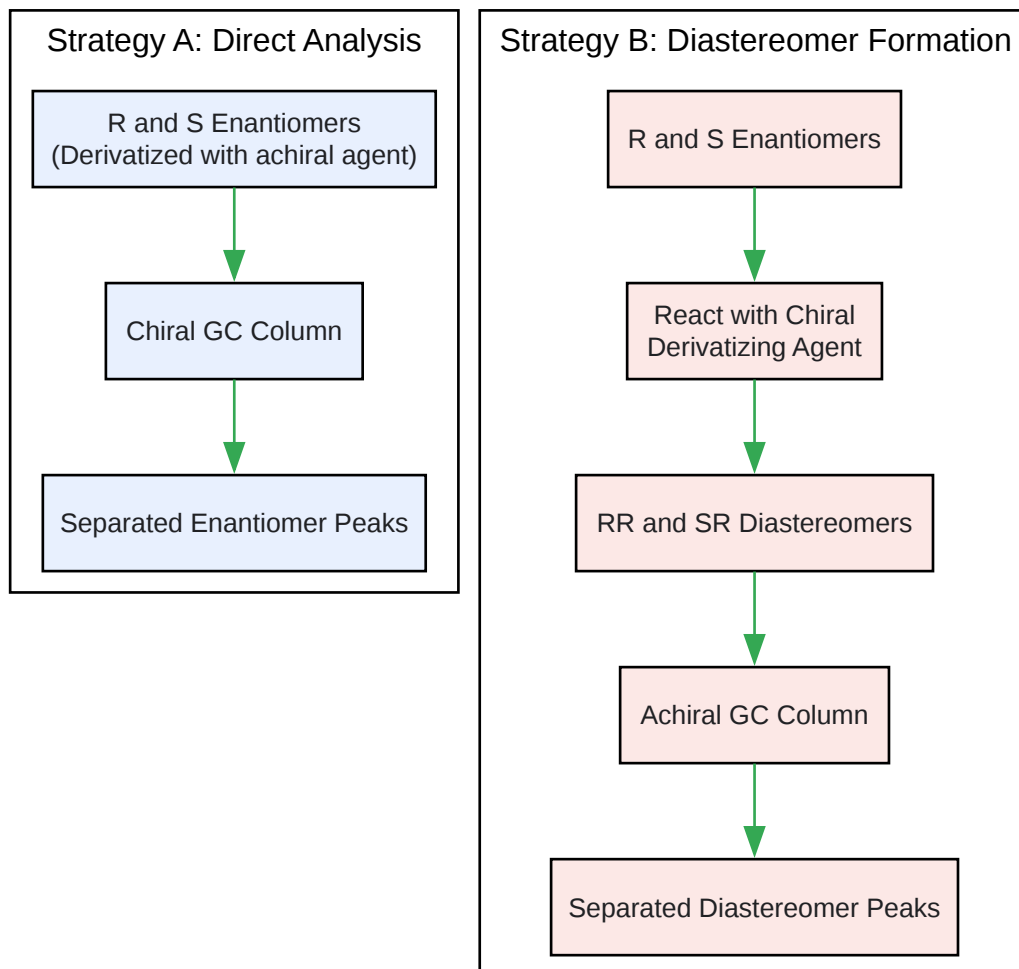 Strategy A: Direct Analysis
R and S Enantiomers
(Derivatized with achiral agent)
Chiral GC Column
Separated Enantiomer Peaks
Strategy B: Diastereomer Formation
R and S Enantiomers
React with Chiral
Derivatizing Agent
RR and SR Diastereomers
Achiral GC Column
Separated Diastereomer Peaks